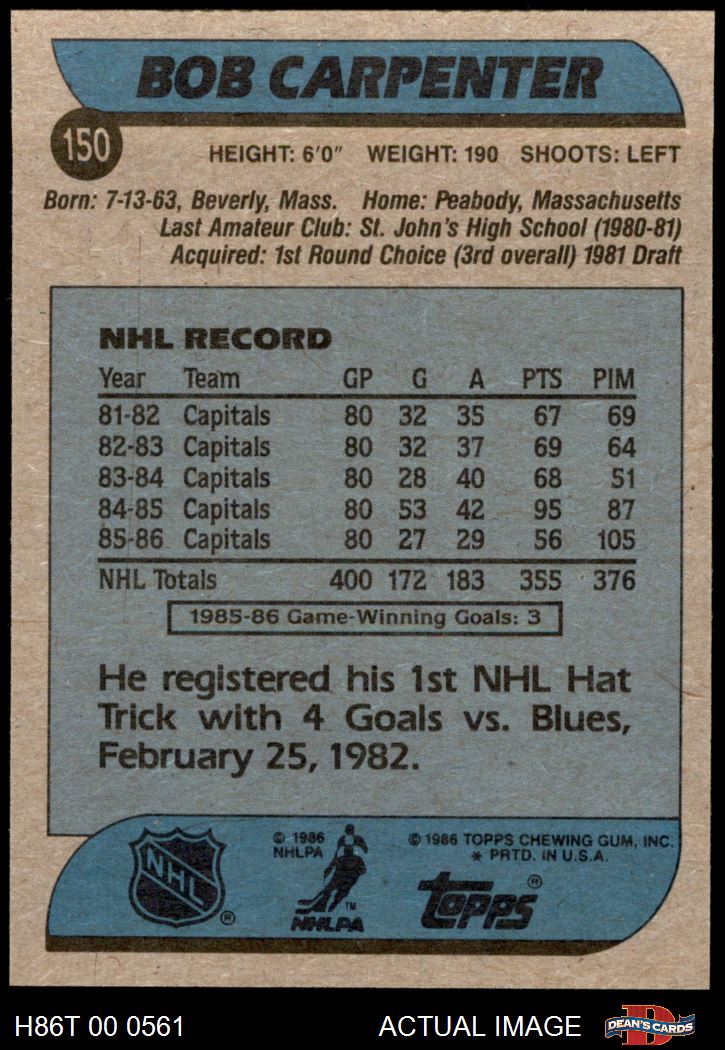 BOB CARPENTER
150
HEIGHT: 6'0" WEIGHT: 190 SHOOTS: LEFT
Born: 7-13-63, Beverly, Mass. Home: Peabody, Massachusetts
Last Amateur Club: St. John's High School (1980-81)
Acquired: 1st Round Choice (3rd overall) 1981 Draft
NHL RECORD
Year Team GP G A PTS PIM
81-82 Capitals 80 32 35 67 69
82-83 Capitals 80 32 37 69 64
83-84 Capitals 80 28 40 68 51
84-85 Capitals 80 53 42 95 87
85-86 Capitals 80 27 29 56 105
NHL Totals 400 172 183 355 376
1985-86 Game-Winning Goals: 3
He registered his 1st NHL Hat
Trick with 4 Goals vs. Blues,
February 25, 1982.
NHL ®
© 1986
NHLPA
TM
NHLPA
© 1986 TOPPS CHEWING GUM, INC.
* PRTD. IN U.S.A.
topps ®
H86T 00 0561 ACTUAL IMAGE
D
DEAN'S CARDS